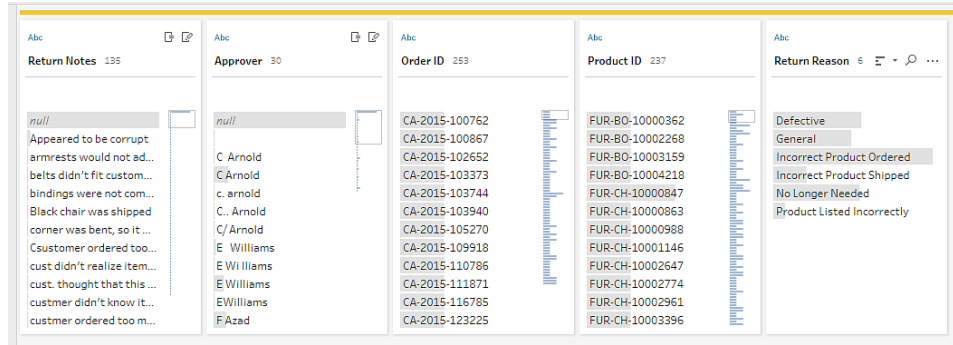 Abc
Return Notes 135
null
Appeared to be corrupt
armrests would not ad...
belts didn't fit custom...
bindings were not com...
Black chair was shipped
corner was bent, so it ...
Csustomer ordered too...
cust didn't realize item...
cust. thought that this ...
custmer didn't know it...
custmer ordered too m...
Abc
Approver 30
null
C Arnold
C Arnold
c. arnold
C.. Arnold
C/ Arnold
E  Williams
E Wi lliams
E Williams
EWilliams
F Azad
Abc
Order ID 253
CA-2015-100762
CA-2015-100867
CA-2015-102652
CA-2015-103373
CA-2015-103744
CA-2015-103940
CA-2015-105270
CA-2015-109918
CA-2015-110786
CA-2015-111871
CA-2015-116785
CA-2015-123225
Abc
Product ID 237
FUR-BO-10000362
FUR-BO-10002268
FUR-BO-10003159
FUR-BO-10004218
FUR-CH-10000847
FUR-CH-10000863
FUR-CH-10000988
FUR-CH-10001146
FUR-CH-10002647
FUR-CH-10002774
FUR-CH-10002961
FUR-CH-10003396
Abc
Return Reason 6
Defective
General
Incorrect Product Ordered
Incorrect Product Shipped
No Longer Needed
Product Listed Incorrectly